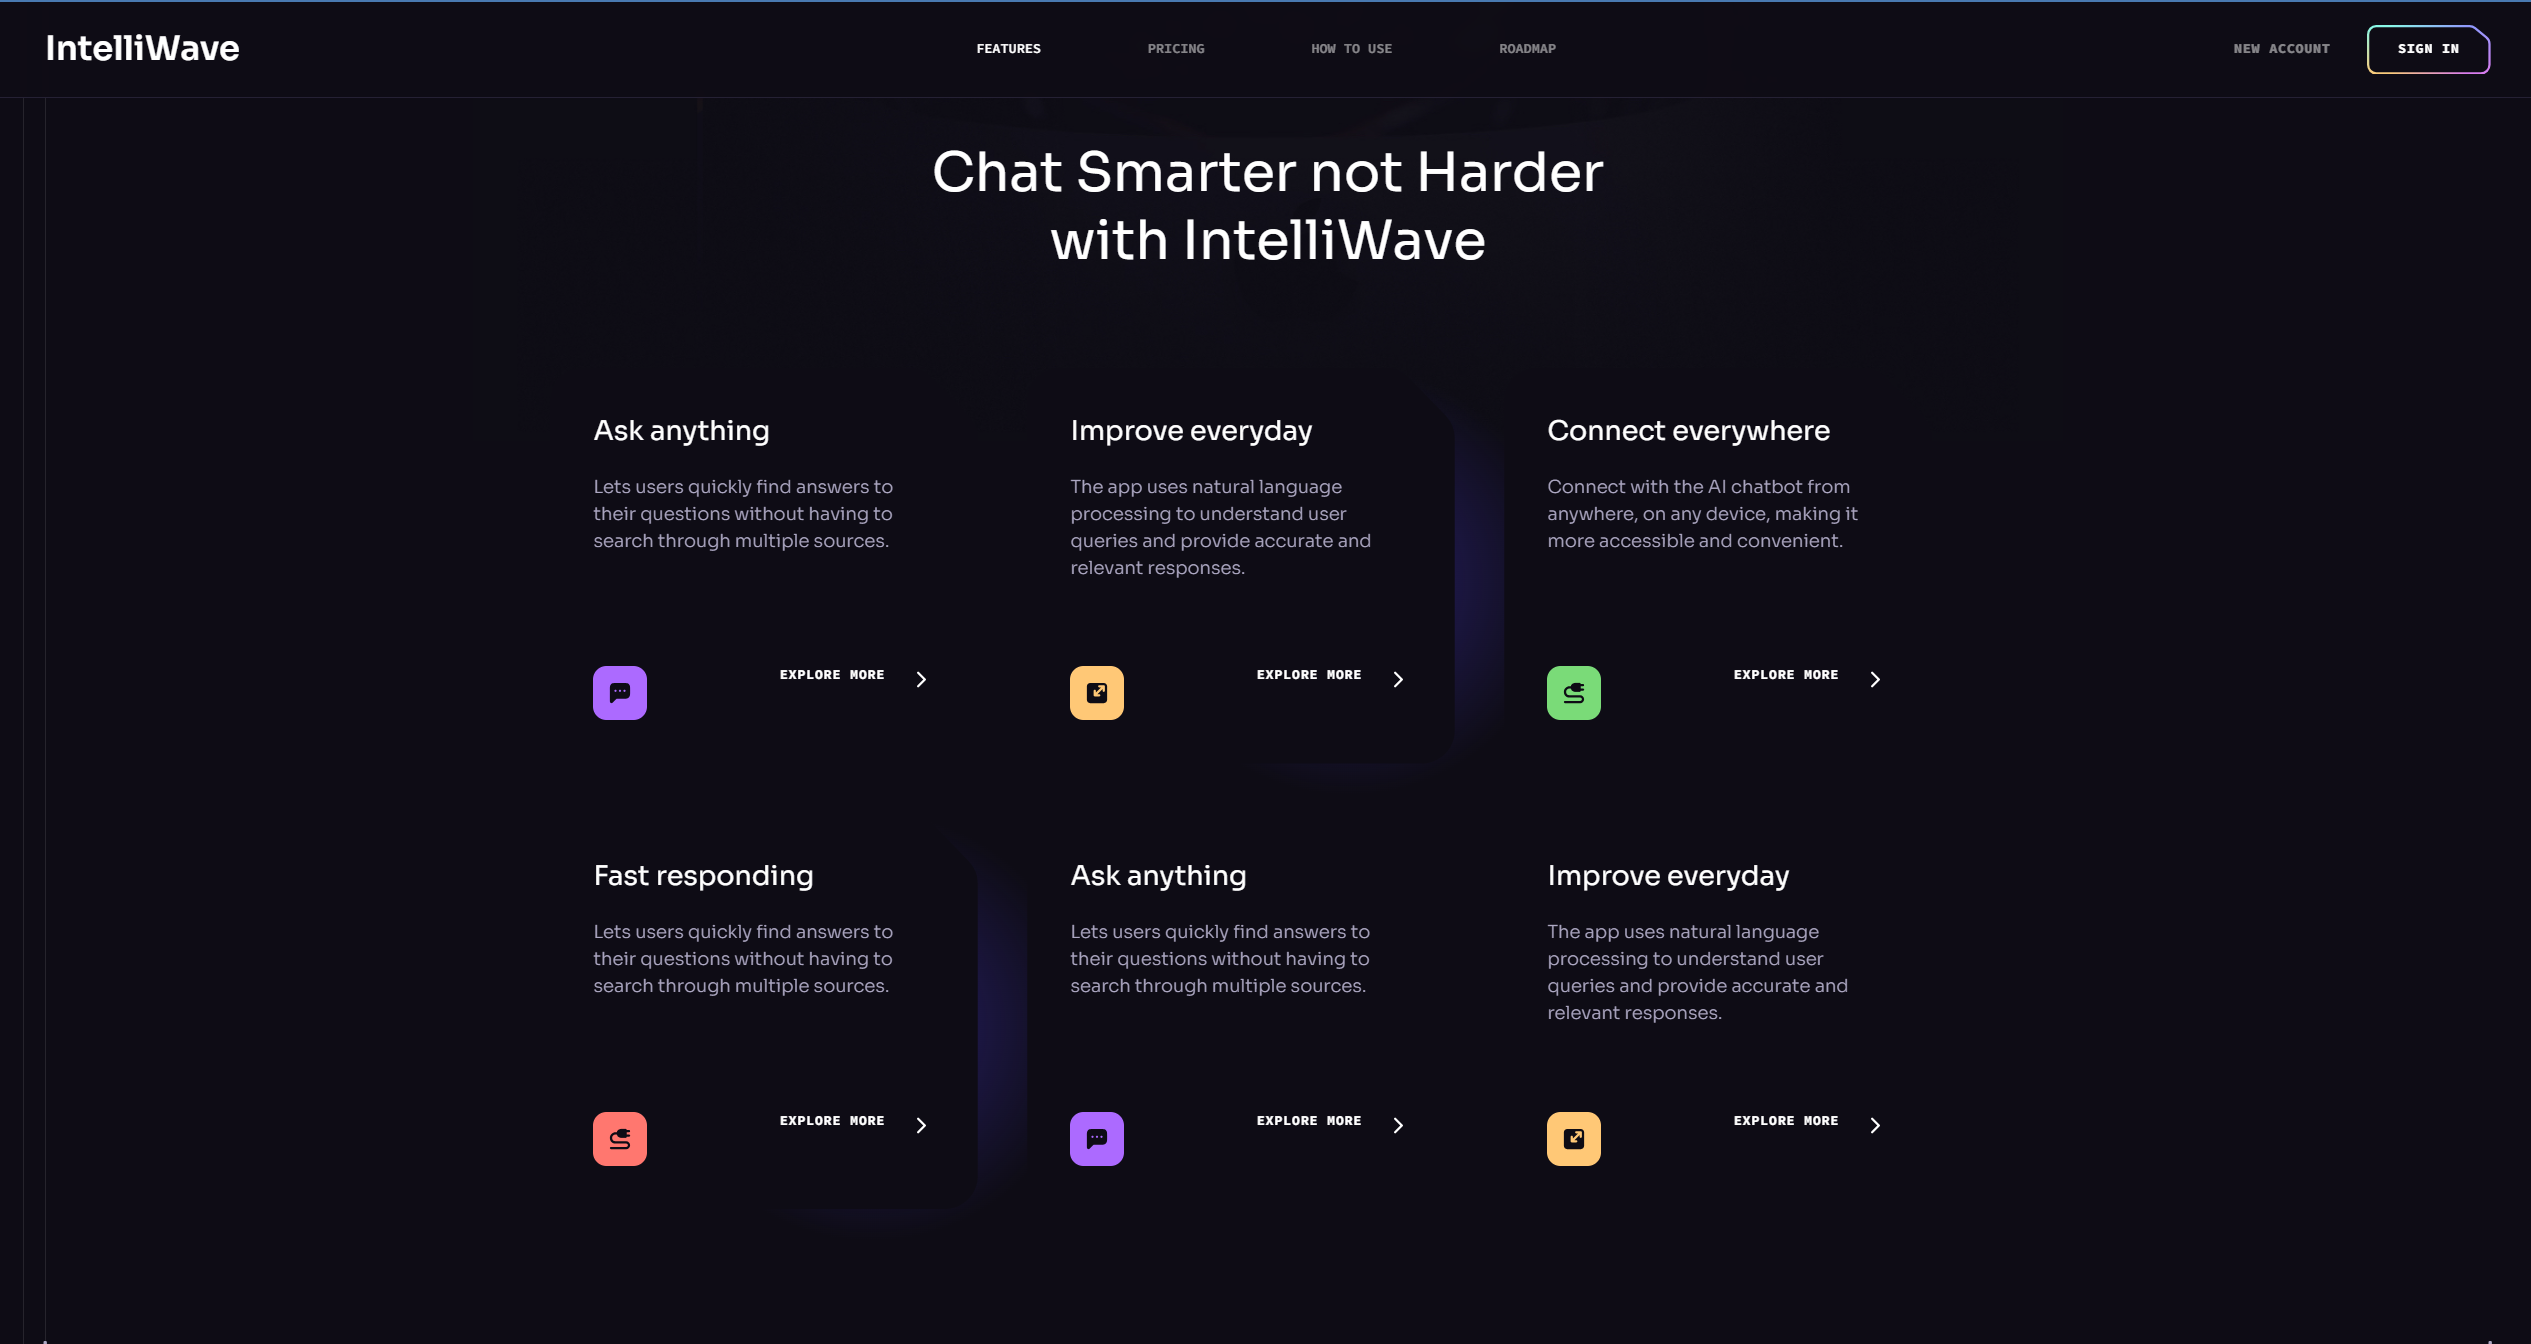 IntelliWave
FEATURES
PRICING
HOW TO USE
ROADMAP
NEW ACCOUNT
SIGN IN
Chat Smarter not Harder
with IntelliWave
Ask anything
Lets users quickly find answers to
their questions without having to
search through multiple sources.
EXPLORE MORE
Improve everyday
The app uses natural language
processing to understand user
queries and provide accurate and
relevant responses.
EXPLORE MORE
Connect everywhere
Connect with the AI chatbot from
anywhere, on any device, making it
more accessible and convenient.
EXPLORE MORE
Fast responding
Lets users quickly find answers to
their questions without having to
search through multiple sources.
EXPLORE MORE
Ask anything
Lets users quickly find answers to
their questions without having to
search through multiple sources.
EXPLORE MORE
Improve everyday
The app uses natural language
processing to understand user
queries and provide accurate and
relevant responses.
EXPLORE MORE